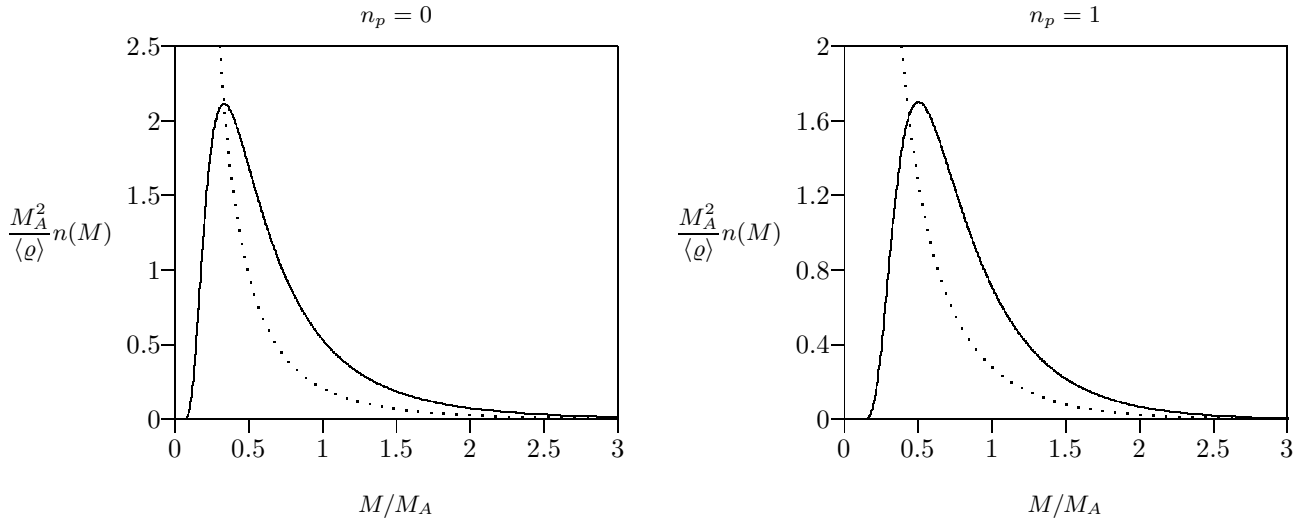 n_p = 0
2.5
2
1.5
1
0.5
0
0 0.5 1 1.5 2 2.5 3
M_A^2/⟨ϱ⟩ n(M)
M/M_A
n_p = 1
2
1.6
1.2
0.8
0.4
0
0 0.5 1 1.5 2 2.5 3
M_A^2/⟨ϱ⟩ n(M)
M/M_A